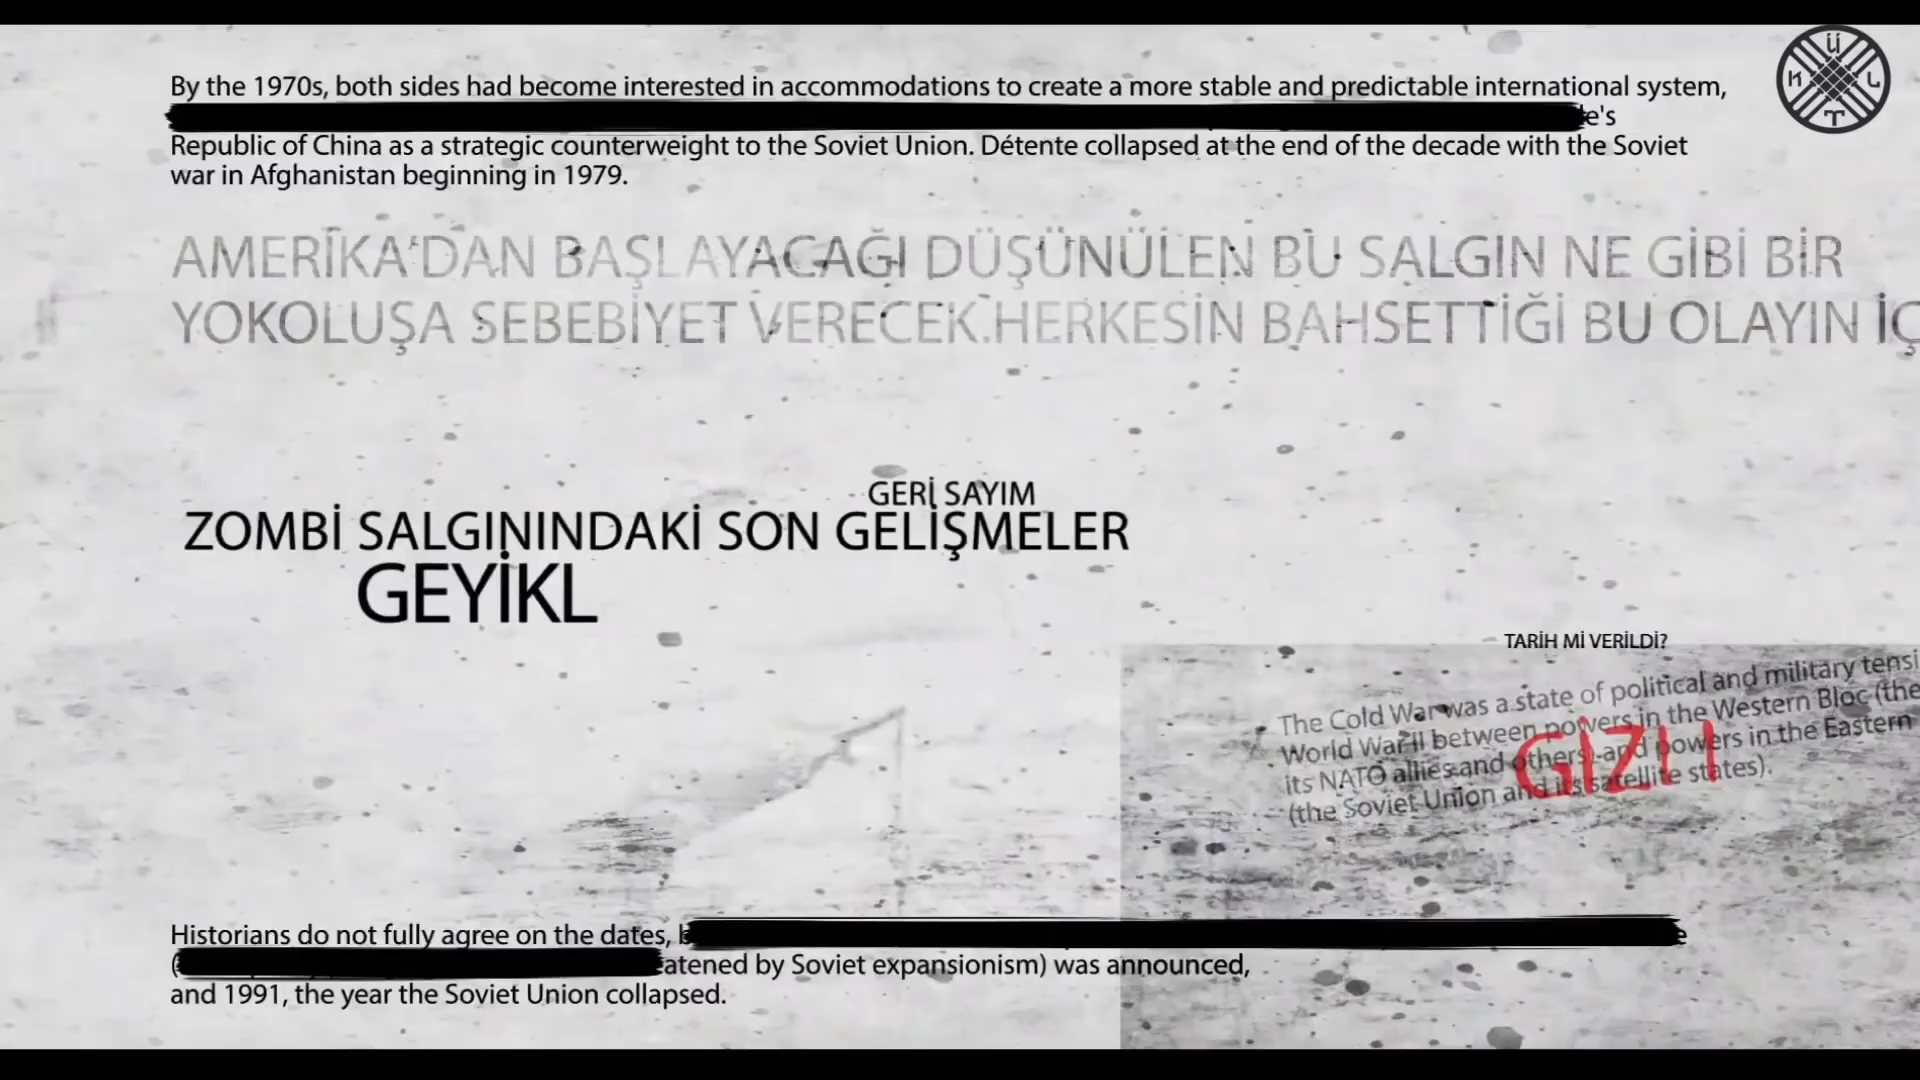 By the 1970s, both sides had become interested in accommodations to create a more stable and predictable international system,
e's
Republic of China as a strategic counterweight to the Soviet Union. Détente collapsed at the end of the decade with the Soviet
war in Afghanistan beginning in 1979.
KÜLT
AMERİKA'DAN BAŞLAYACAĞI DÜŞÜNÜLEN BU SALGIN NE GİBİ BİR
YOKOLUŞA SEBEBİYET VERECEK.HERKESİN BAHSETTİĞİ BU OLAYIN İÇ
GERİ SAYIM
ZOMBİ SALGININDAKİ SON GELİŞMELER
GEYİKL
TARİH Mİ VERİLDİ?
The Cold War was a state of political and military tensi
World War II between powers in the Western Bloc (the
its NATO allies and others) and powers in the Eastern
(the Soviet Union and its satellite states).
GIZLI
Historians do not fully agree on the dates, b
(atened by Soviet expansionism) was announced,
and 1991, the year the Soviet Union collapsed.